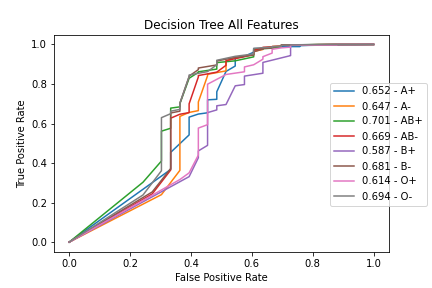 Decision Tree All Features
True Positive Rate
1.0
0.8
0.6
0.4
0.2
0.0
0.652 - A+
0.647 - A-
0.701 - AB+
0.669 - AB-
0.587 - B+
0.681 - B-
0.614 - O+
0.694 - O-
0.0 0.2 0.4 0.6 0.8 1.0
False Positive Rate